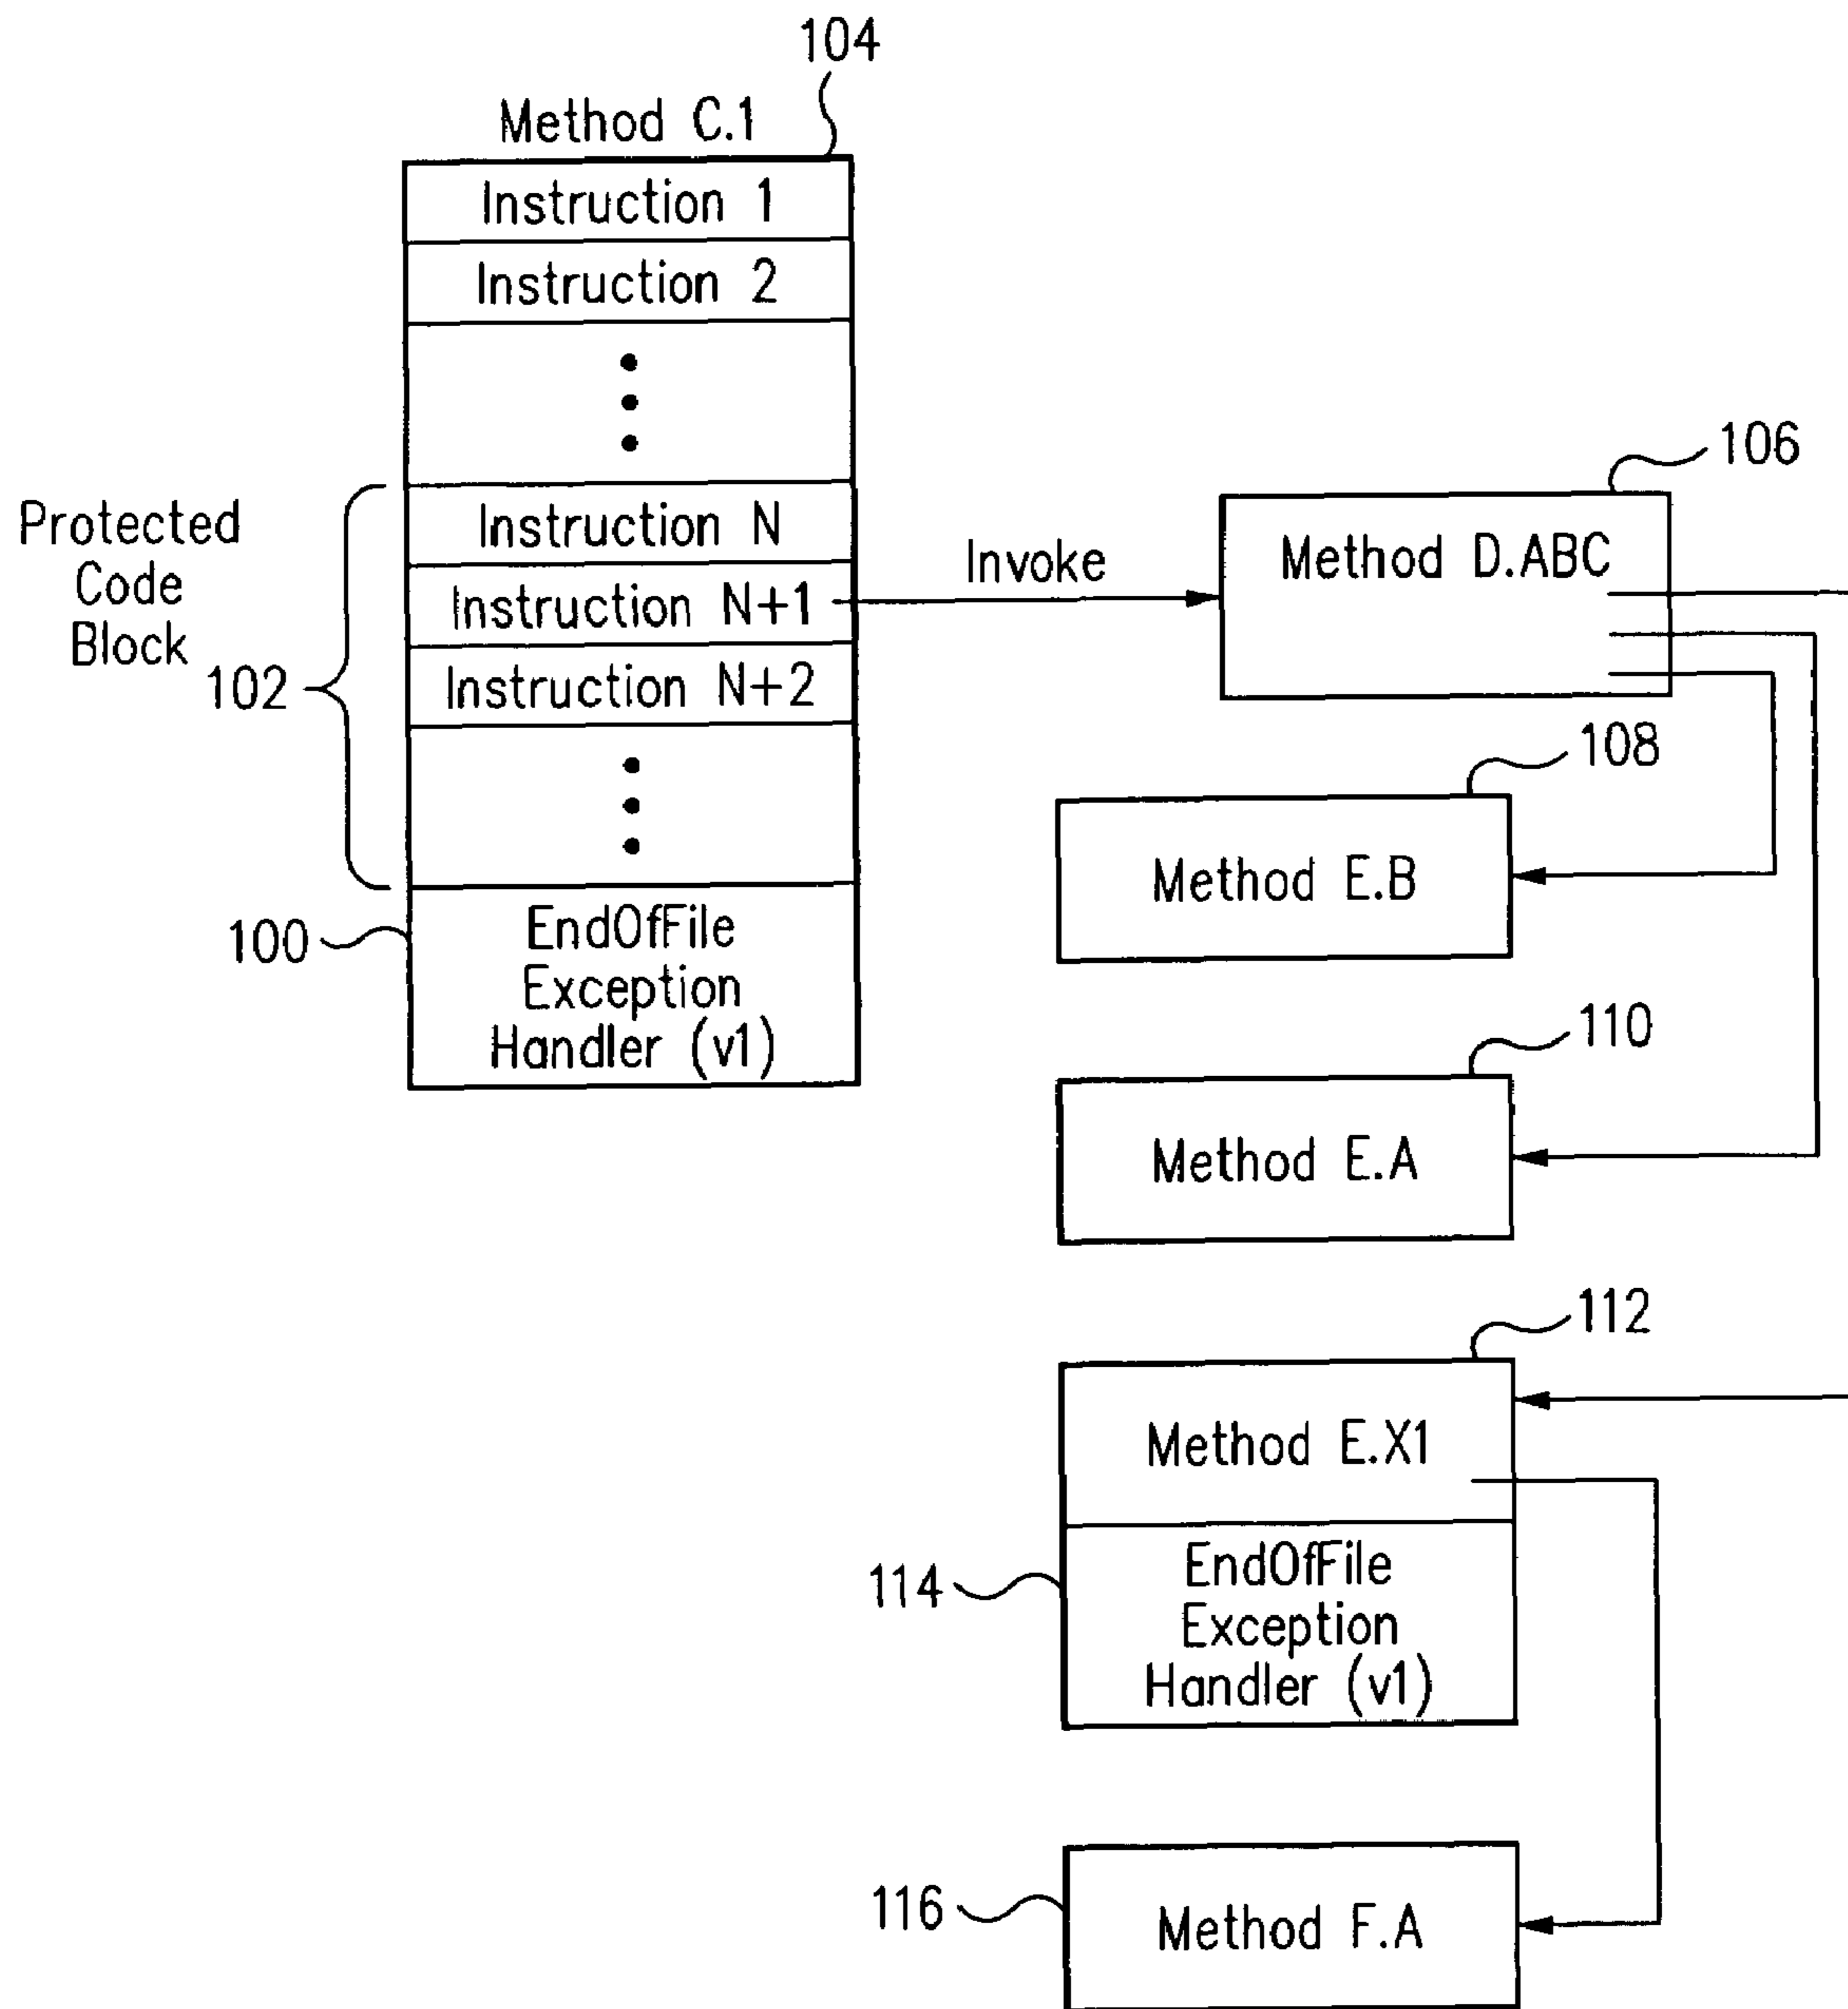 104
Method C.1
Instruction 1
Instruction 2
Protected
Code
Block
102
Instruction N
Instruction N+1
Instruction N+2
Invoke
106
Method D.ABC
108
Method E.B
100
EndOfFile
Exception
Handler (v1)
110
Method E.A
112
Method E.X1
114
EndOfFile
Exception
Handler (v1)
116
Method F.A